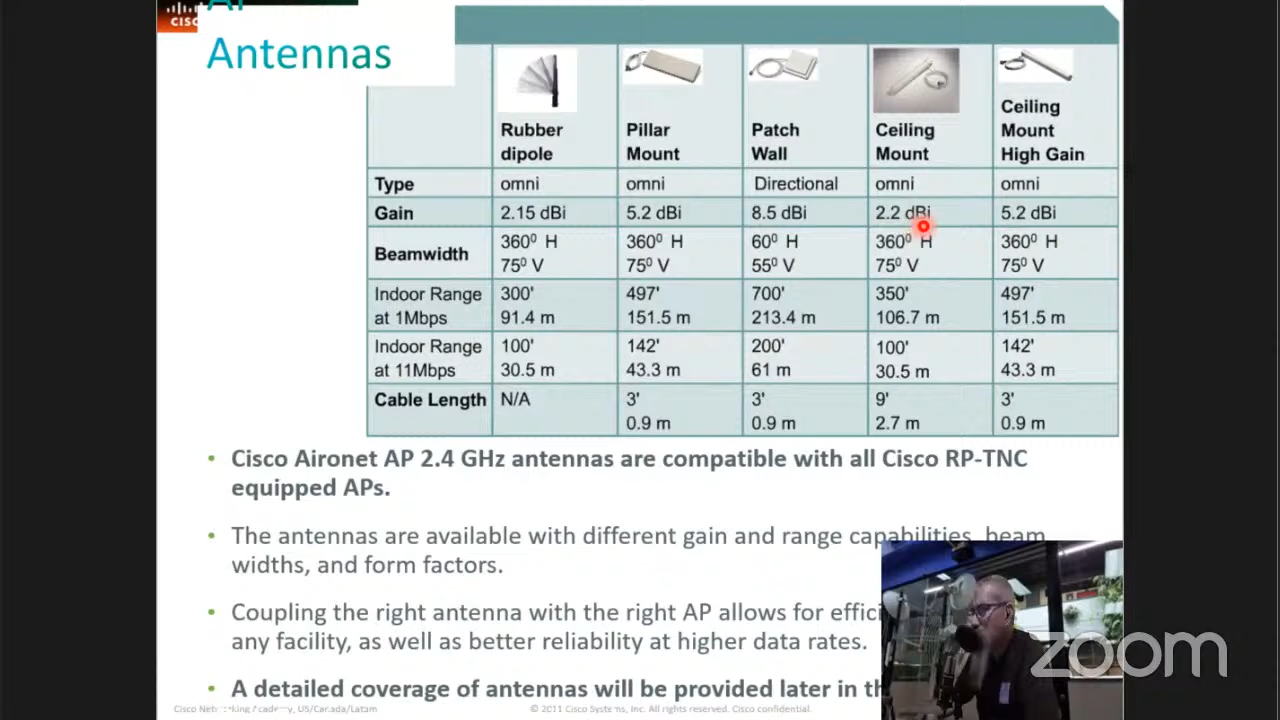 AP
CISCO
Antennas
Rubber dipole
Pillar Mount
Patch Wall
Ceiling Mount
Ceiling Mount High Gain
Type omni omni Directional omni omni
Gain 2.15 dBi 5.2 dBi 8.5 dBi 2.2 dBi 5.2 dBi
Beamwidth
360⁰ H 360⁰ H 60⁰ H 360⁰ H 360⁰ H
75⁰ V 75⁰ V 55⁰ V 75⁰ V 75⁰ V
Indoor Range 300' 497' 700' 350' 497'
at 1Mbps 91.4 m 151.5 m 213.4 m 106.7 m 151.5 m
Indoor Range 100' 142' 200' 100' 142'
at 11Mbps 30.5 m 43.3 m 61 m 30.5 m 43.3 m
Cable Length N/A 3' 3' 9' 3'
0.9 m 0.9 m 2.7 m 0.9 m
• Cisco Aironet AP 2.4 GHz antennas are compatible with all Cisco RP-TNC
equipped APs.
• The antennas are available with different gain and range capabilities, beam
widths, and form factors.
• Coupling the right antenna with the right AP allows for effici
any facility, as well as better reliability at higher data rates.
• A detailed coverage of antennas will be provided later in th
Cisco Networking Academy, US/Canada/Latam
© 2011 Cisco Systems, Inc. All rights reserved. Cisco confidential.
zoom